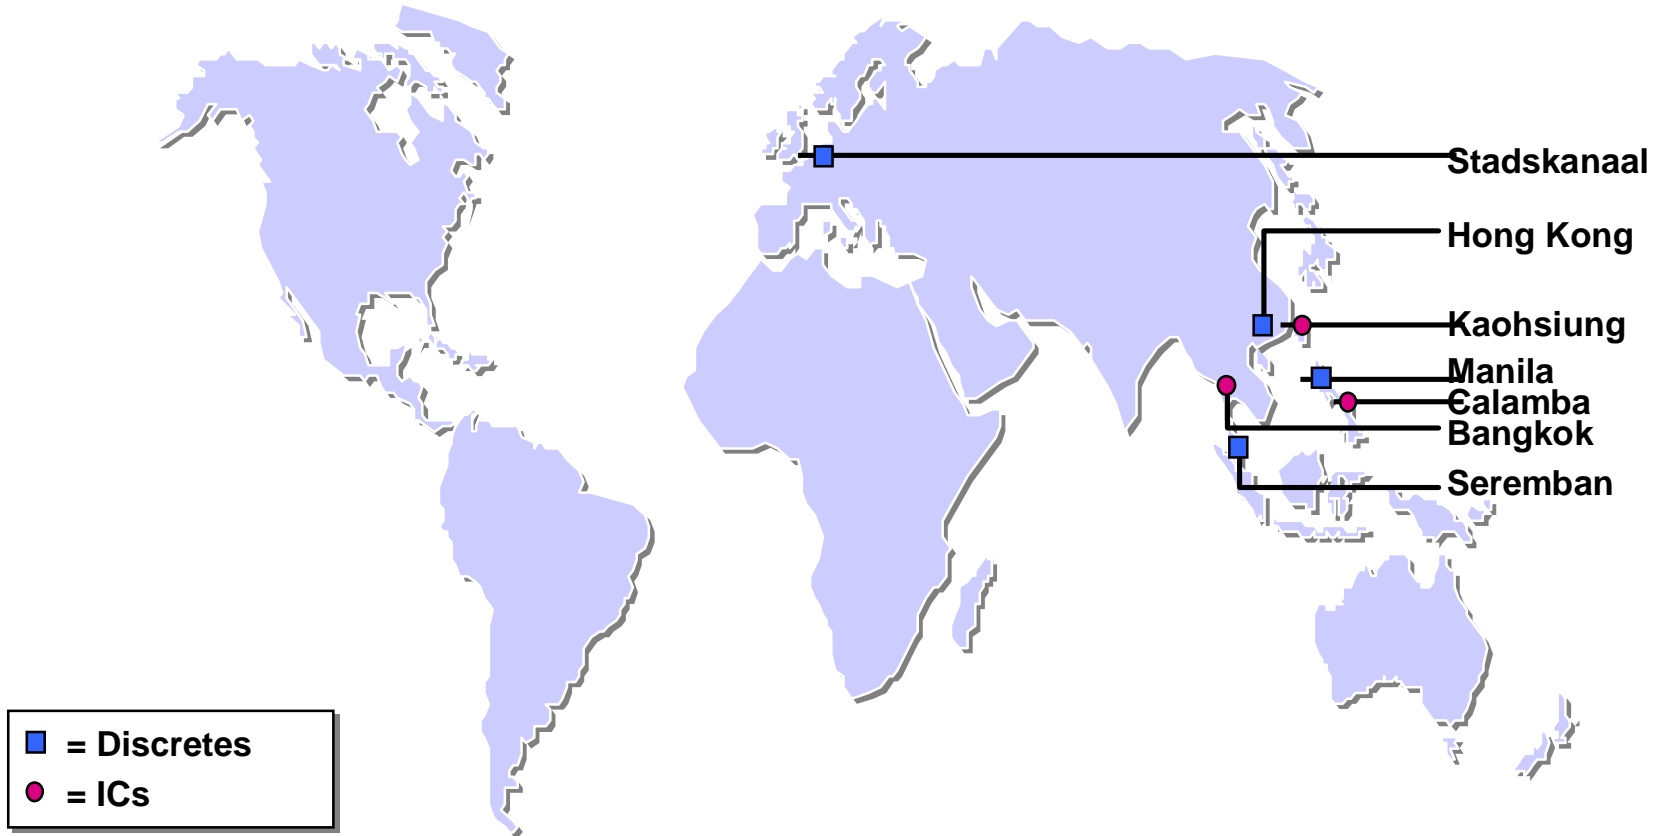 Stadskanaal
Hong Kong
Kaohsiung
Manila
Calamba
Bangkok
Seremban
= Discretes
= ICs